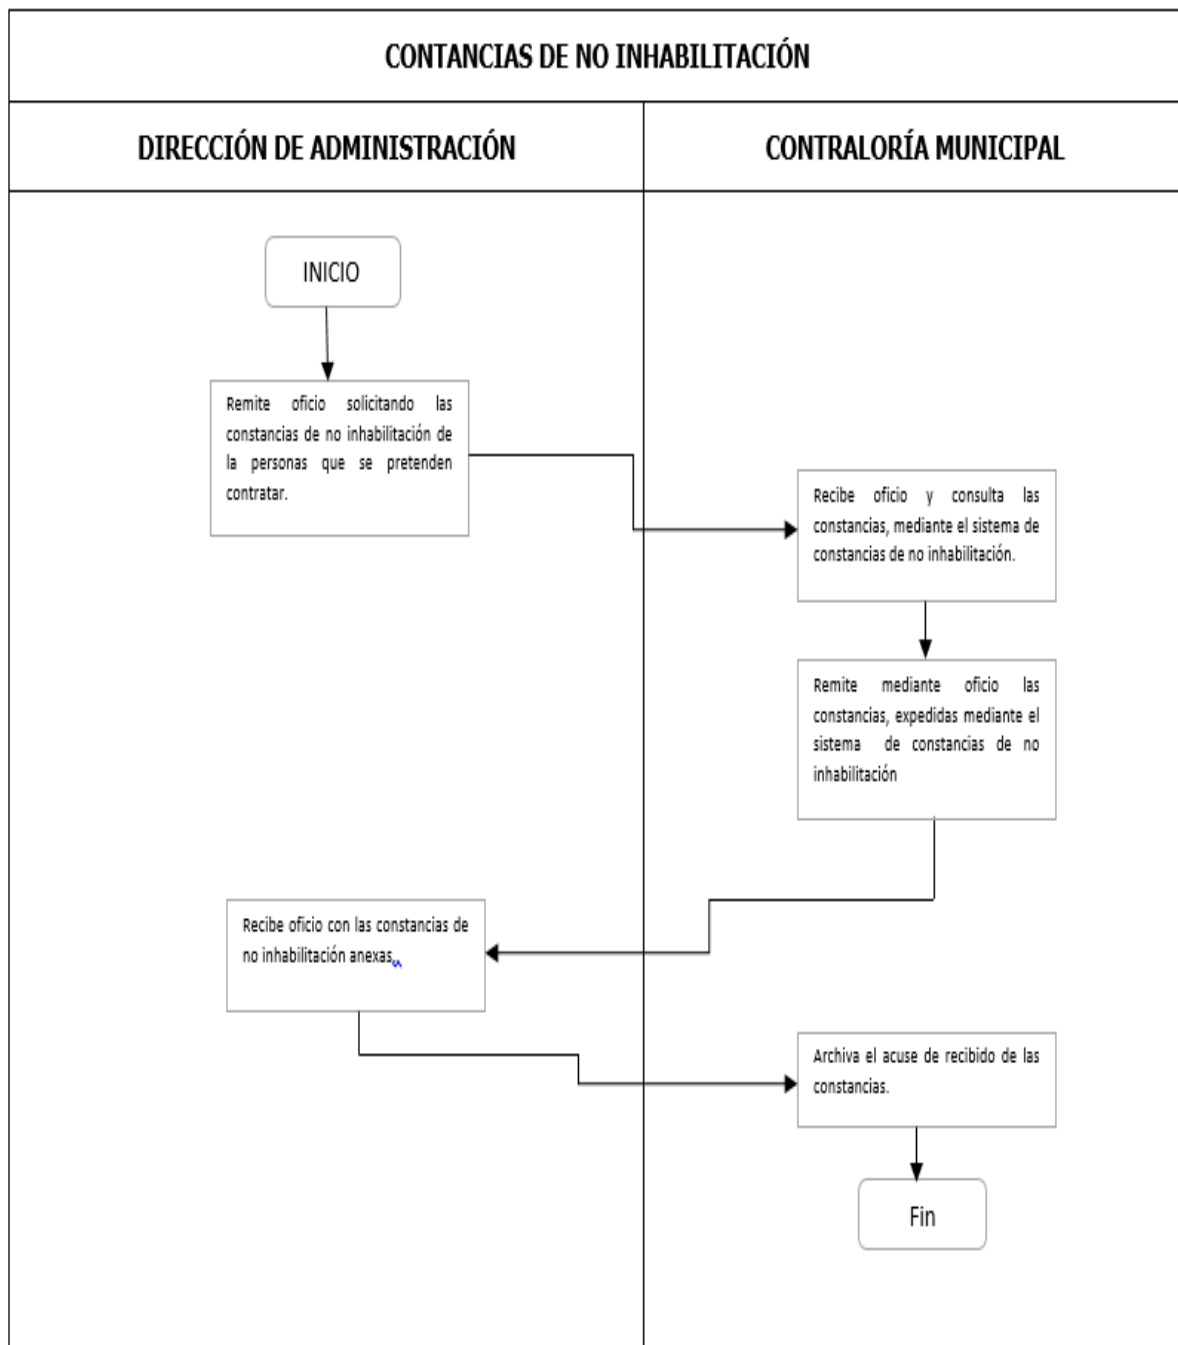 CONTANCIAS DE NO INHABILITACIÓN
DIRECCIÓN DE ADMINISTRACIÓN
CONTRALORÍA MUNICIPAL
INICIO
Remite oficio solicitando las
constancias de no inhabilitación de
la personas que se pretenden
contratar.
Recibe oficio y consulta las
constancias, mediante el sistema de
constancias de no inhabilitación.
Remite mediante oficio las
constancias, expedidas mediante el
sistema de constancias de no
inhabilitación
Recibe oficio con las constancias de
no inhabilitación anexas.
Archiva el acuse de recibido de las
constancias.
Fin